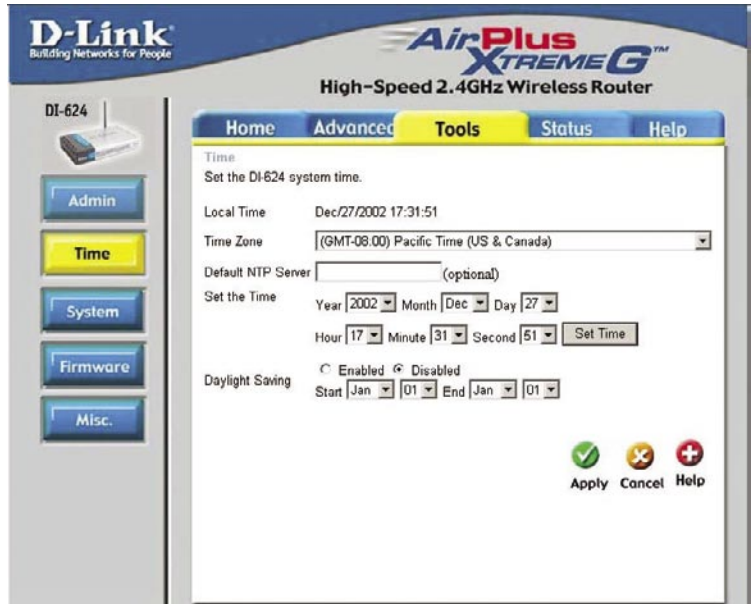 D-Link
Building Networks for People
AirPlus
XTREME G™
High-Speed 2.4GHz Wireless Router
DI-624
Home Advanced Tools Status Help
Admin
Time
System
Firmware
Misc.
Time
Set the DI-624 system time.
Local Time Dec/27/2002 17:31:51
Time Zone (GMT-08.00) Pacific Time (US & Canada)
Default NTP Server (optional)
Set the Time Year 2002 Month Dec Day 27
Hour 17 Minute 31 Second 51 Set Time
Daylight Saving Enabled Disabled
Start Jan 01 End Jan 01
Apply Cancel Help